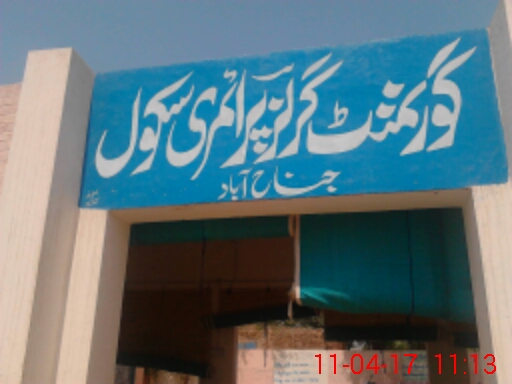 گورنمنٹ گرلز پرائمری سکول
جناح آباد
11-04-17 11:13